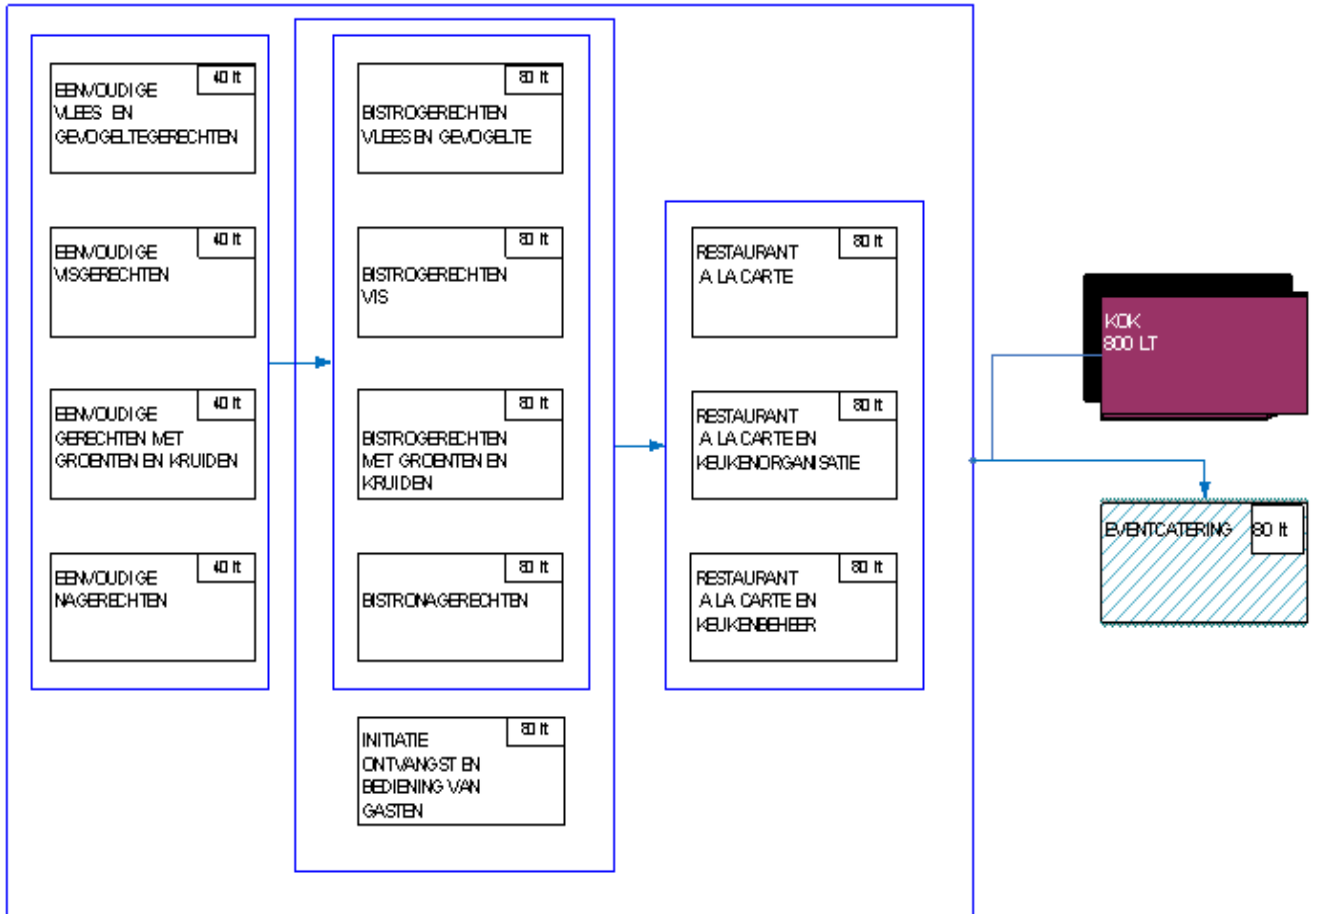 40 lt
EENVOUDIGE
VLEES EN
GEVOGELTEGERECHTEN
40 lt
EENVOUDIGE
VISGERECHTEN
40 lt
EENVOUDIGE
GERECHTEN MET
GROENTEN EN KRUIDEN
40 lt
EENVOUDIGE
NAGERECHTEN
80 lt
BISTROGERECHTEN
VLEES EN GEVOGELTE
80 lt
BISTROGERECHTEN
VIS
80 lt
BISTROGERECHTEN
MET GROENTEN EN
KRUIDEN
80 lt
BISTRONAGERECHTEN
80 lt
INITIATIE
ONTVANGST EN
BEDIENING VAN
GASTEN
80 lt
RESTAURANT
A LA CARTE
80 lt
RESTAURANT
A LA CARTE EN
KEUKENORGANISATIE
80 lt
RESTAURANT
A LA CARTE EN
KEUKENBEHEER
KOK
800 LT
EVENTCATERING 80 lt